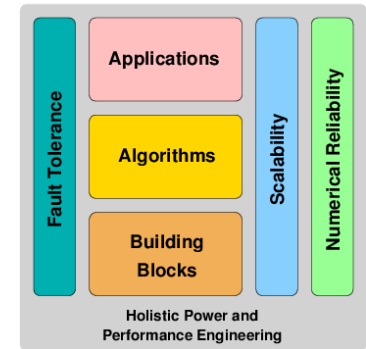 Fault Tolerance
Applications
Algorithms
Building
Blocks
Scalability
Numerical Reliability
Holistic Power and
Performance Engineering